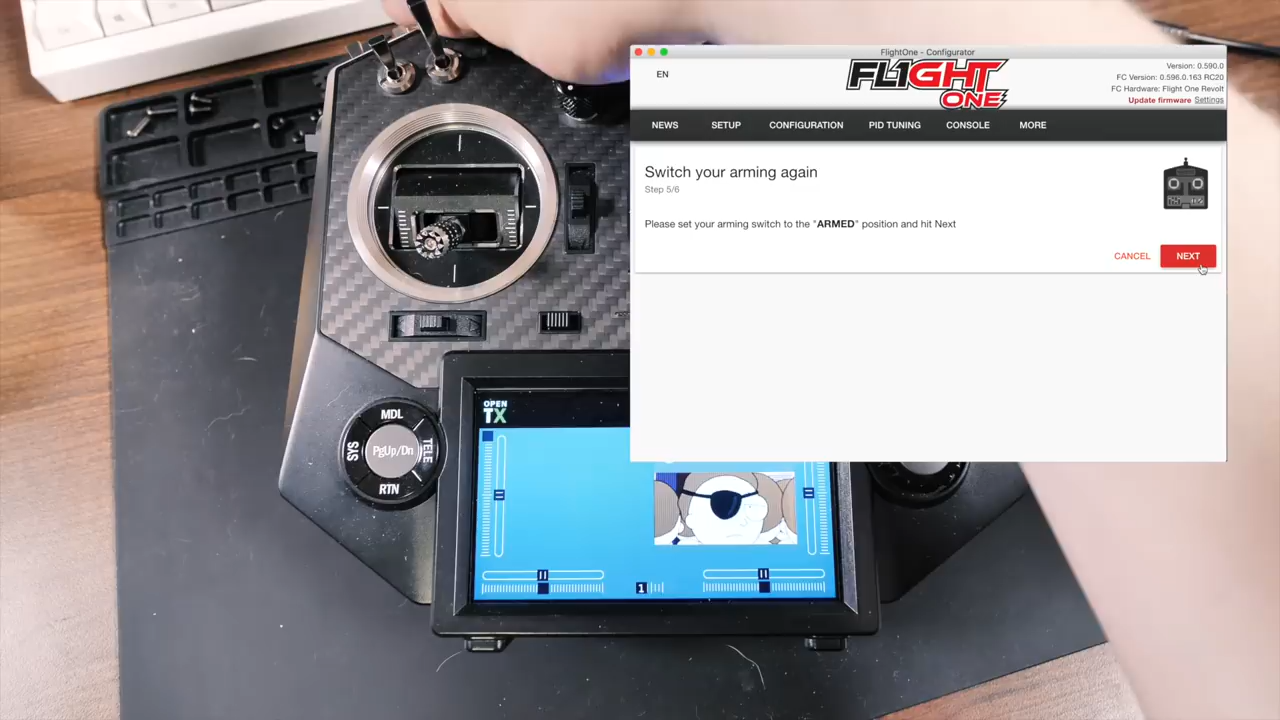 FlightOne - Configurator
EN
FL1GHT
ONE
Version: 0.590.0
FC Version: 0.596.0.163 RC20
FC Hardware: Flight One Revolt
Update firmware Settings
NEWS SETUP CONFIGURATION PID TUNING CONSOLE MORE
Switch your arming again
Step 5/6
Please set your arming switch to the "ARMED" position and hit Next
CANCEL NEXT
OPEN
TX
MDL
SYS PgUp/Dn TELE
RTN
1